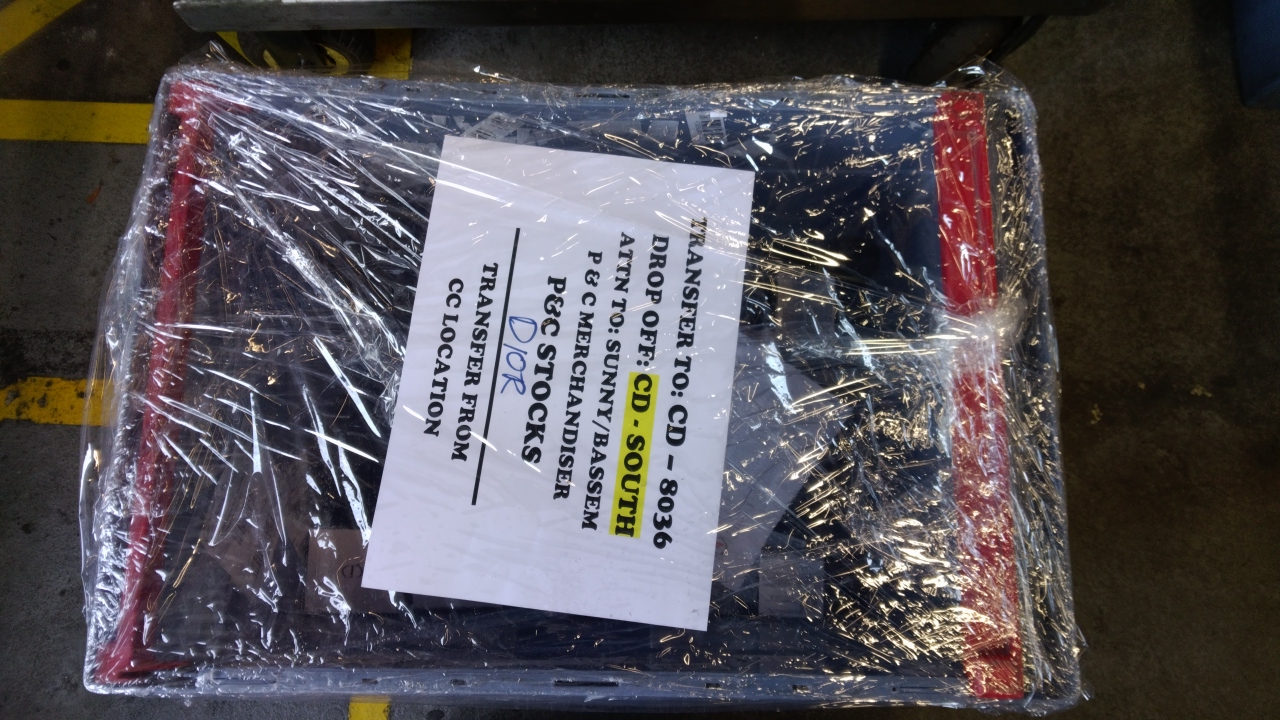 TRANSFER TO: CD – 8036
DROP OFF: CD - SOUTH
ATTN TO: SUNNY/BASSEM
P & C MERCHANDISER
P&C STOCKS
DIOR
TRANSFER FROM
CC LOCATION